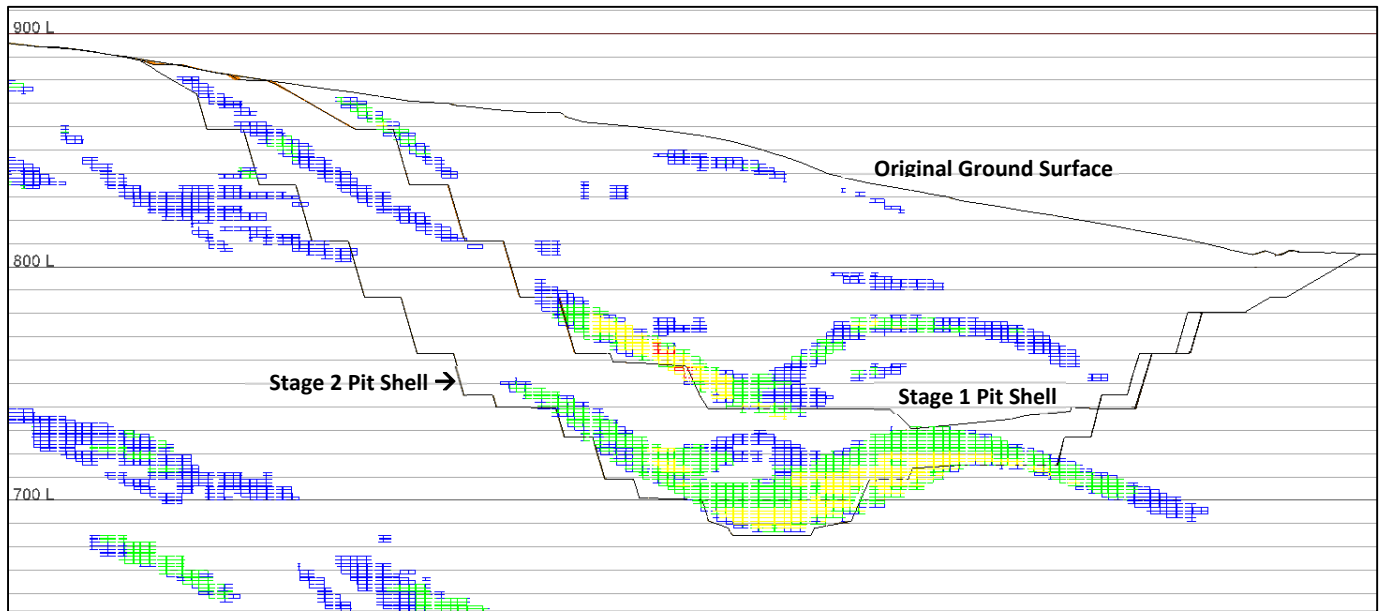 900 L
Original Ground Surface
800 L
Stage 2 Pit Shell →
Stage 1 Pit Shell
700 L